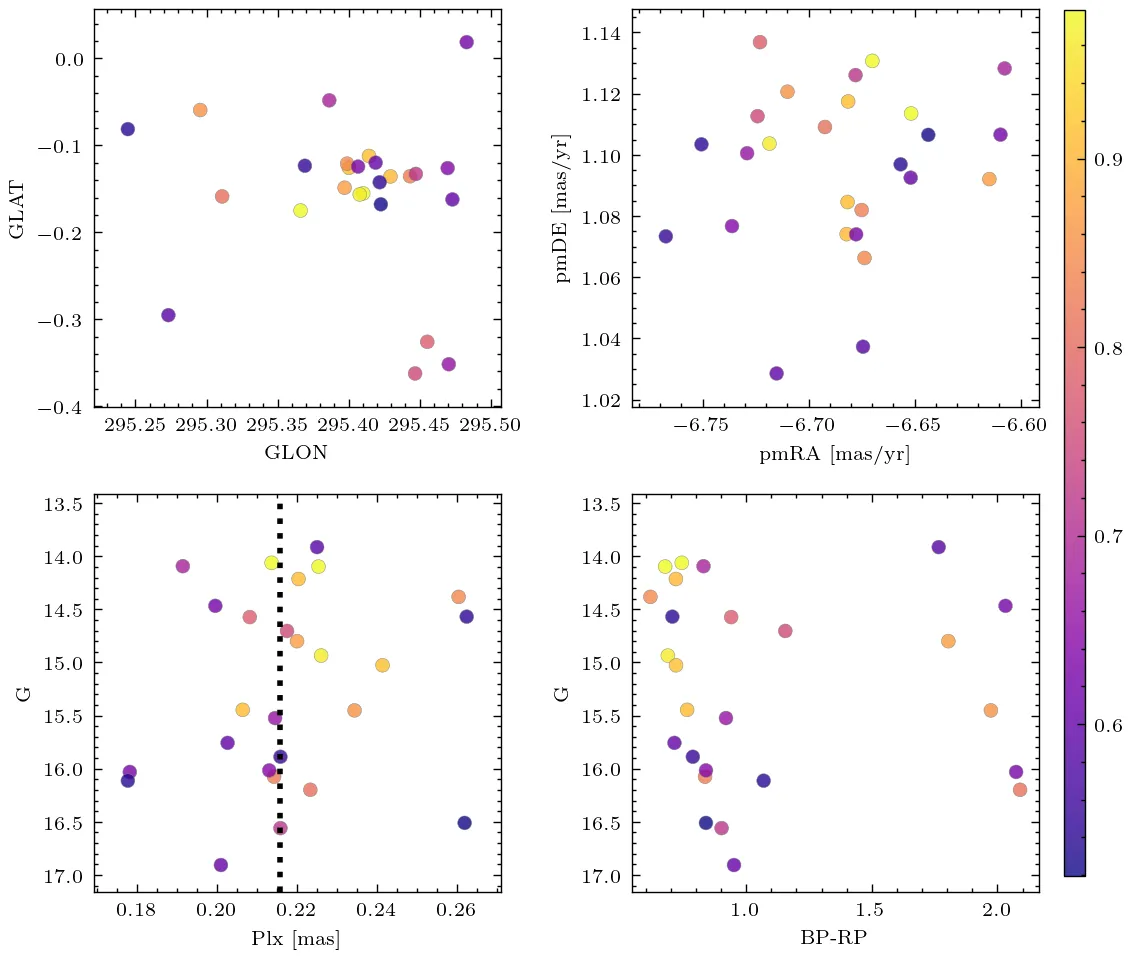 0.0
−0.1
−0.2
−0.3
−0.4
GLAT
295.25 295.30 295.35 295.40 295.45 295.50
GLON
1.14
1.12
1.10
1.08
1.06
1.04
1.02
pmDE [mas/yr]
−6.75 −6.70 −6.65 −6.60
pmRA [mas/yr]
0.9
0.8
0.7
0.6
13.5
14.0
14.5
15.0
15.5
16.0
16.5
17.0
G
0.18 0.20 0.22 0.24 0.26
Plx [mas]
13.5
14.0
14.5
15.0
15.5
16.0
16.5
17.0
G
1.0 1.5 2.0
BP-RP